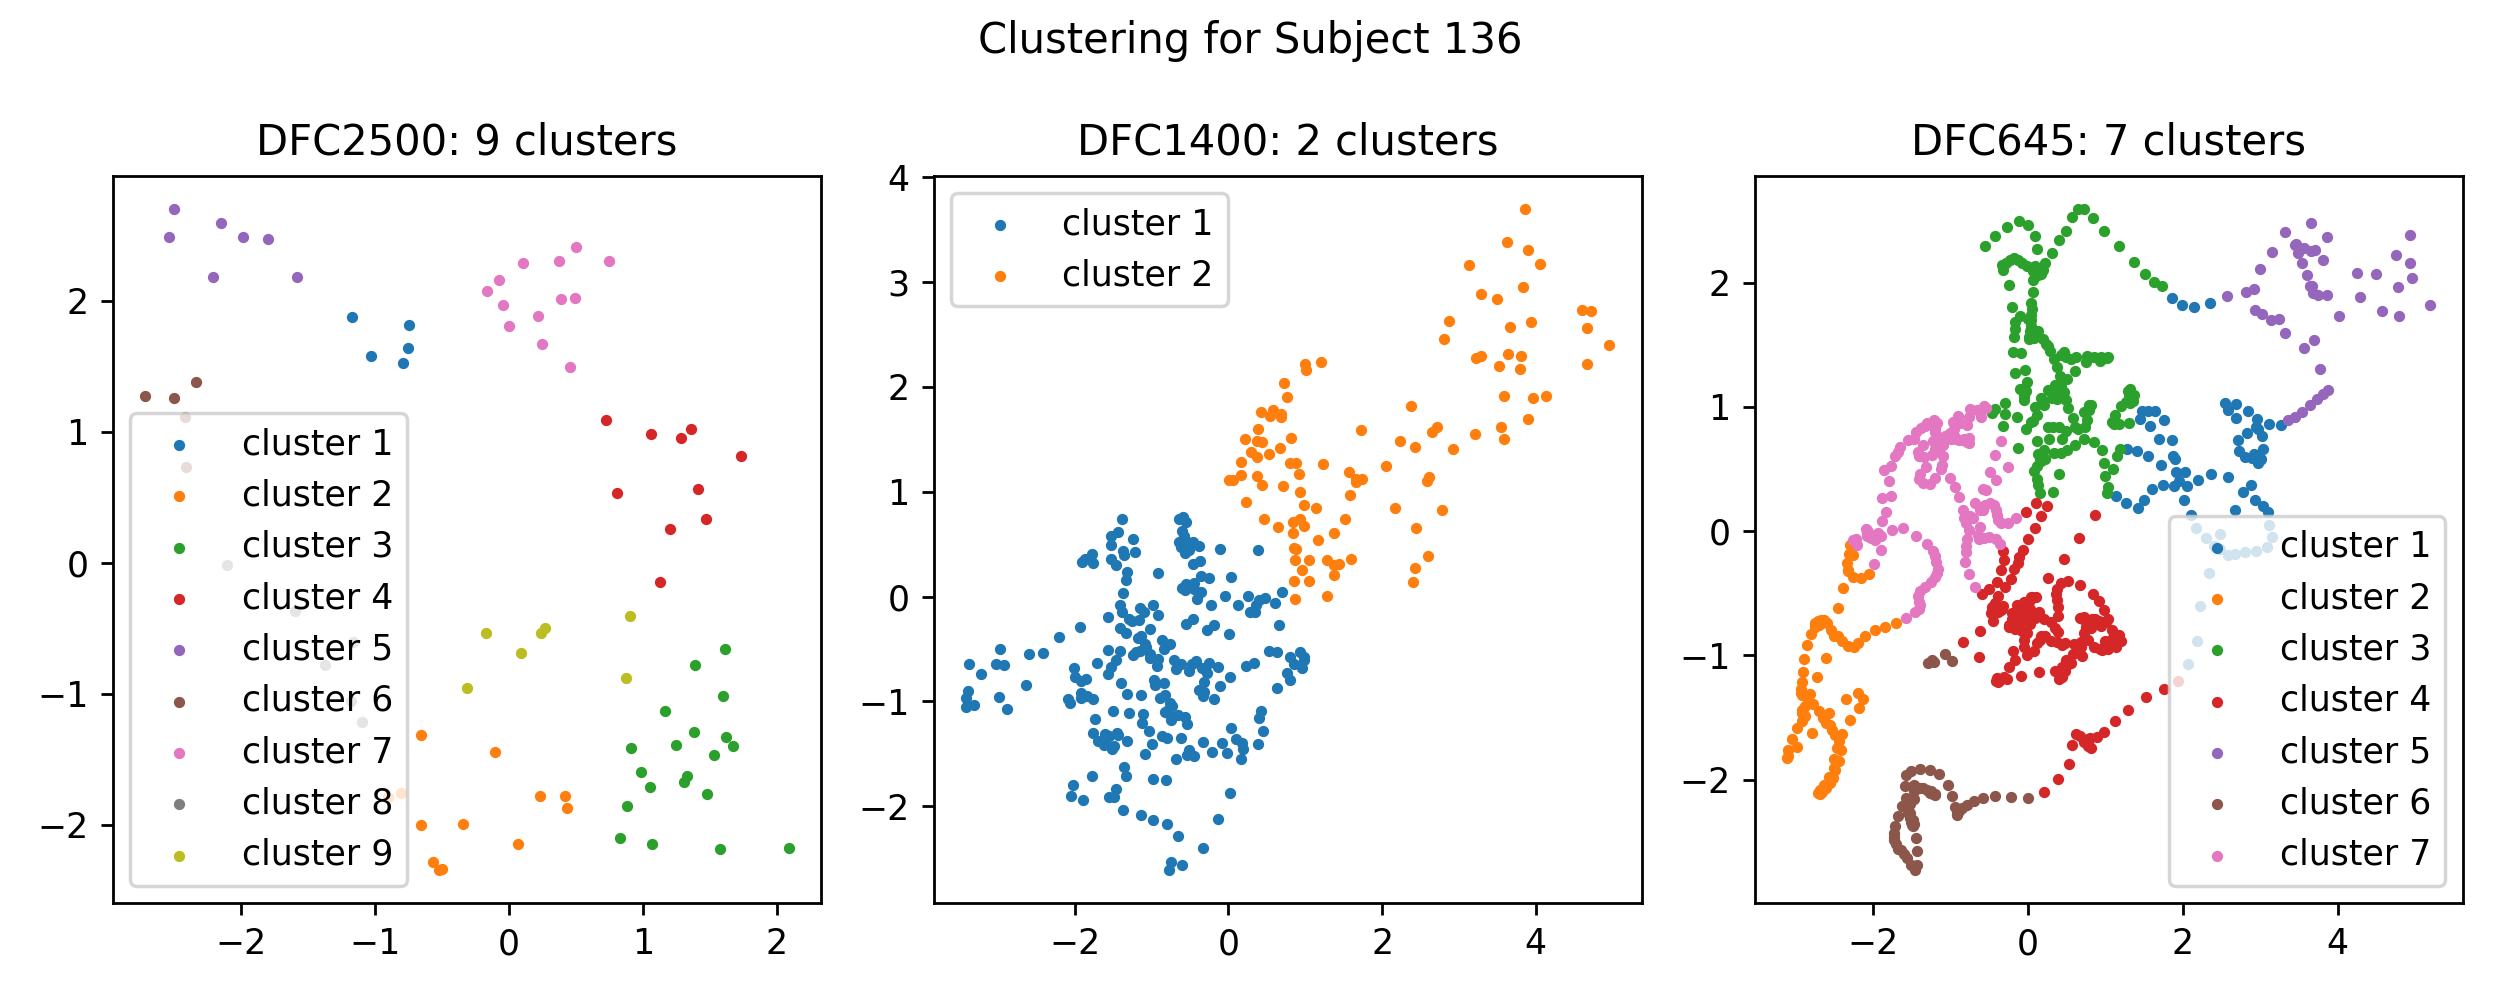 Clustering for Subject 136
DFC2500: 9 clusters
2
1
0
−1
−2
−2
−1
0
1
2
cluster 1
cluster 2
cluster 3
cluster 4
cluster 5
cluster 6
cluster 7
cluster 8
cluster 9
DFC1400: 2 clusters
4
3
2
1
0
−1
−2
−2
0
2
4
cluster 1
cluster 2
DFC645: 7 clusters
2
1
0
−1
−2
−2
0
2
4
cluster 1
cluster 2
cluster 3
cluster 4
cluster 5
cluster 6
cluster 7